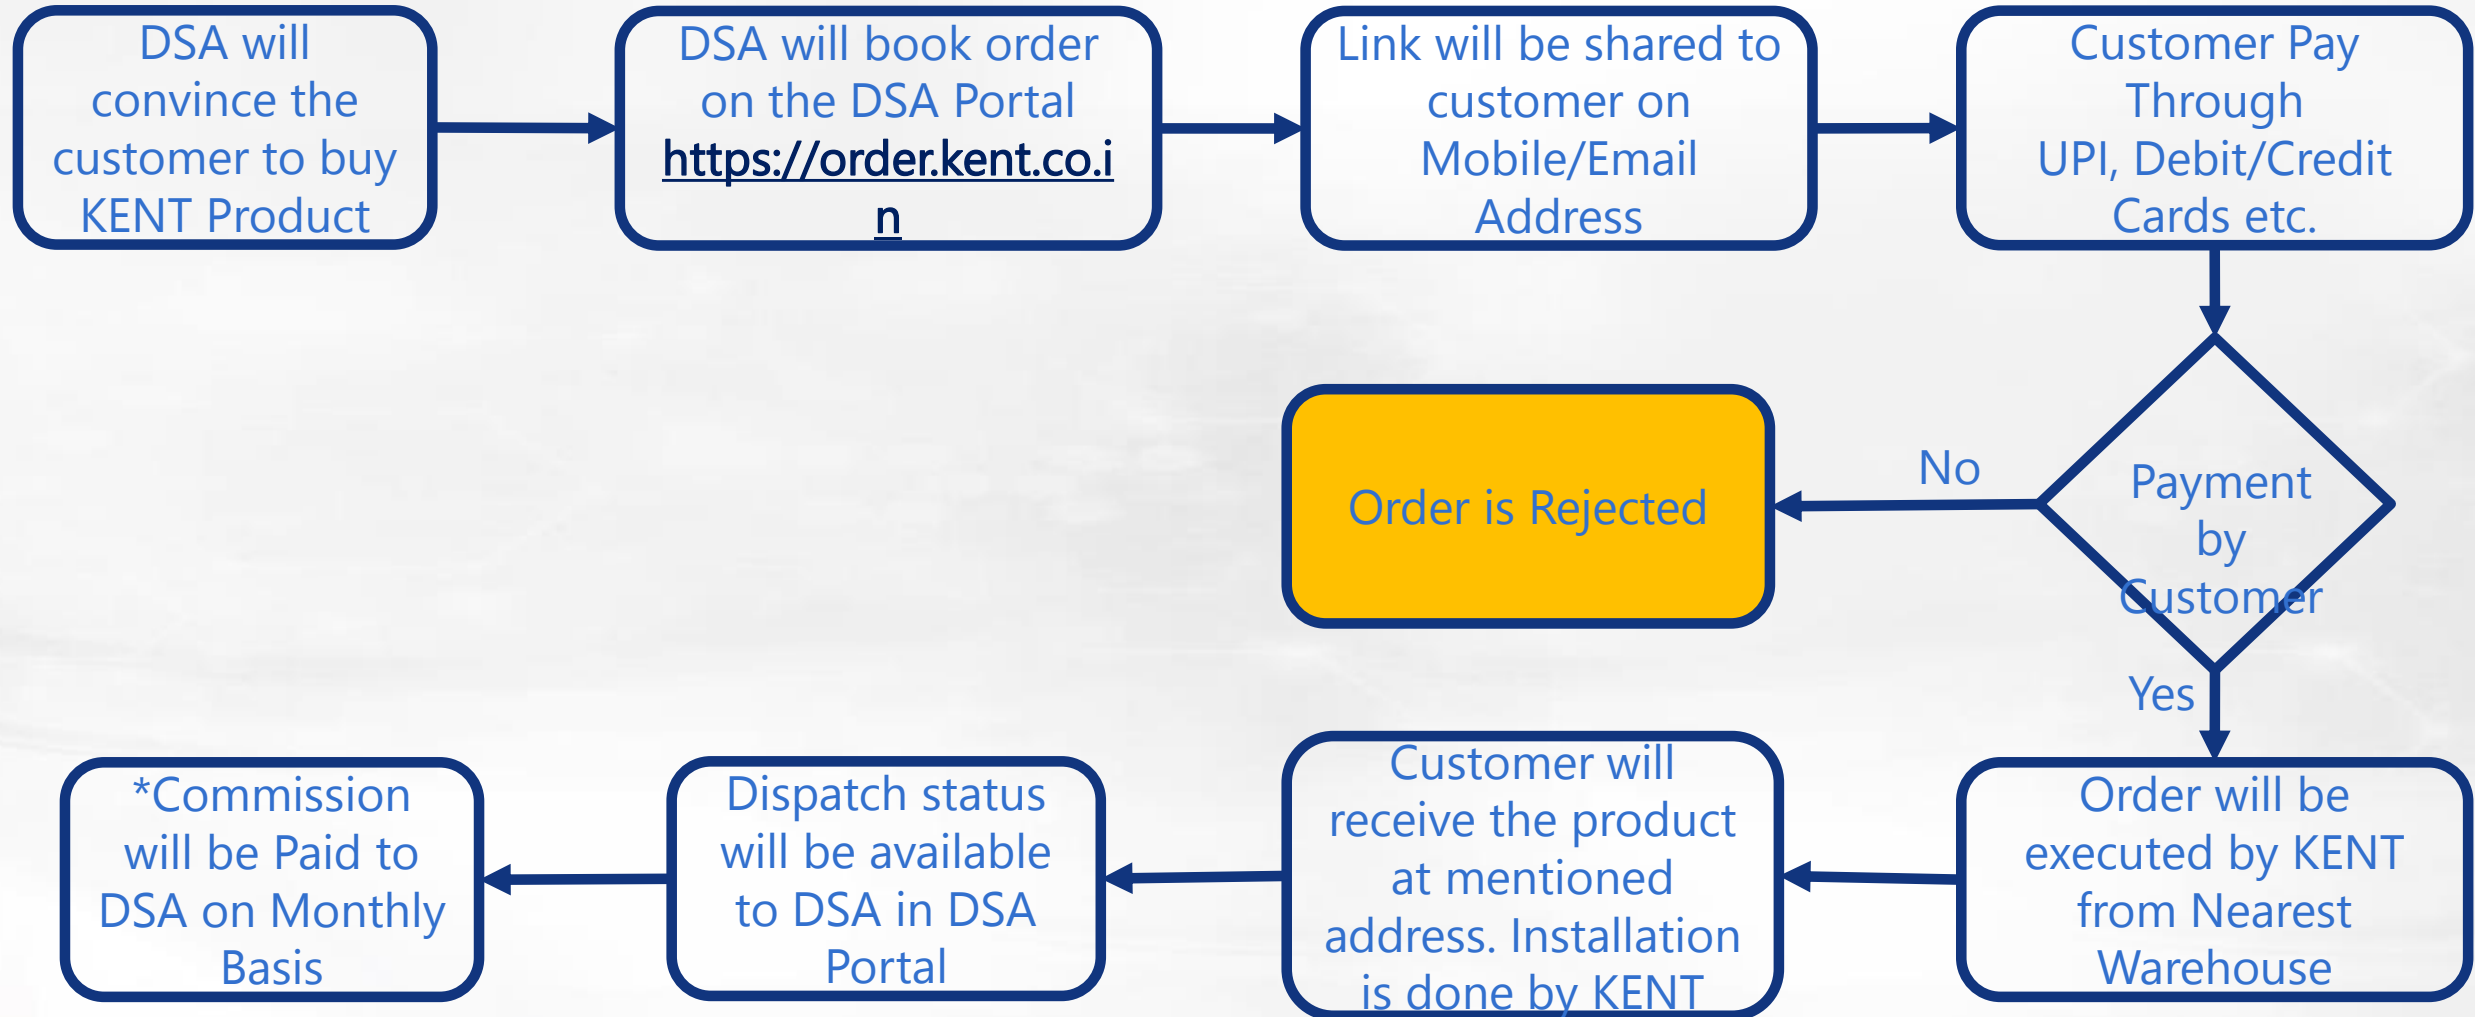 DSA will
convince the
customer to buy
KENT Product
DSA will book order
on the DSA Portal
https://order.kent.co.i
n
Link will be shared to
customer on
Mobile/Email
Address
Customer Pay
Through
UPI, Debit/Credit
Cards etc.
Order is Rejected
No
Payment
by
Customer
Yes
Order will be
executed by KENT
from Nearest
Warehouse
Customer will
receive the product
at mentioned
address. Installation
is done by KENT
Dispatch status
will be available
to DSA in DSA
Portal
*Commission
will be Paid to
DSA on Monthly
Basis